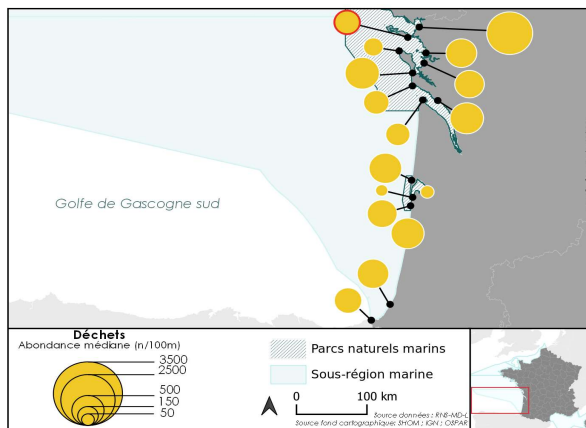 Golfe de Gascogne sud
Déchets
Abondance médiane (n/100m)
3500
2500
500
150
50
Parcs naturels marins
Sous-région marine
0 100 km
Source données : RNS-MD-L
Source fond cartographique: SHOM ; IGN ; OSPAR